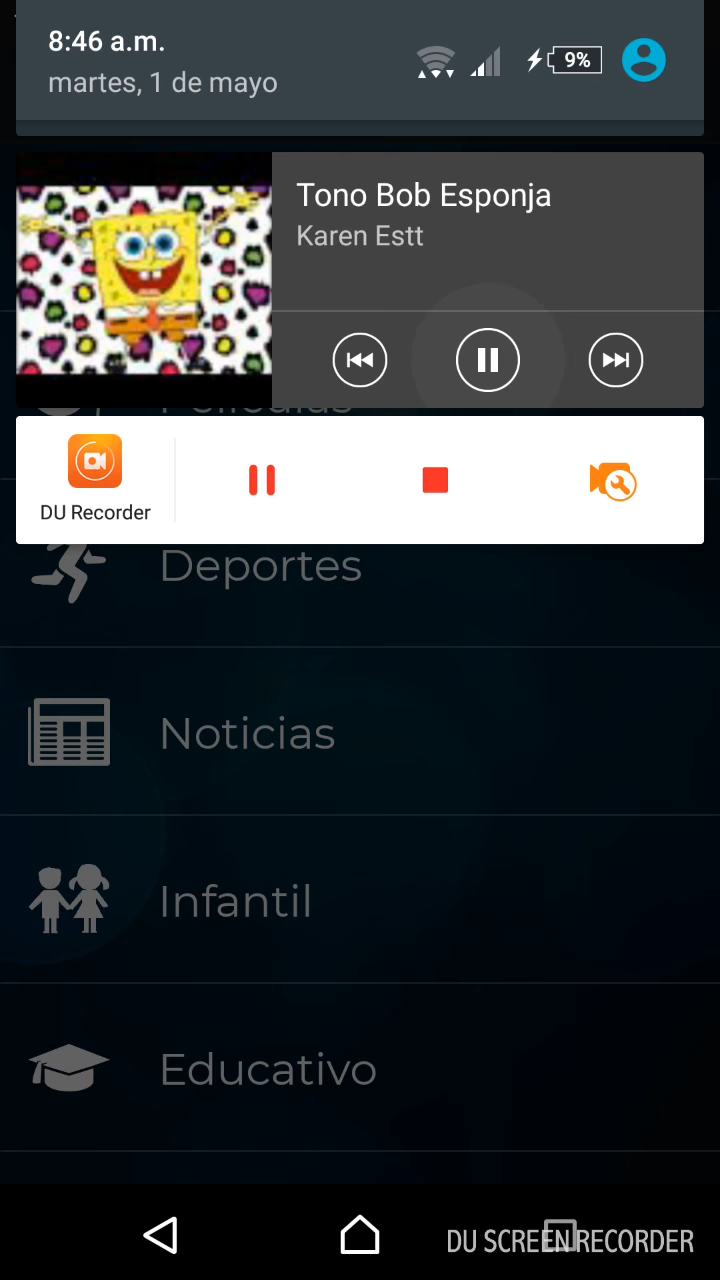 8:46 a.m.
9%
martes, 1 de mayo
Tono Bob Esponja
Karen Estt
Películas
DU Recorder
Deportes
Noticias
Infantil
Educativo
DU SCREEN RECORDER